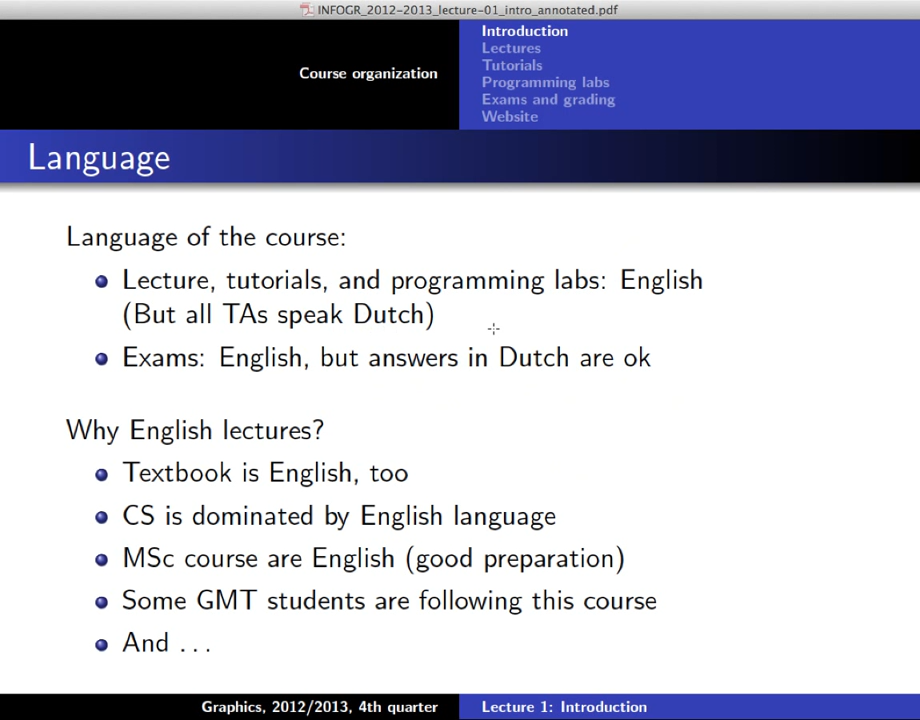 INFOGR_2012-2013_lecture-01_intro_annotated.pdf
Course organization
Introduction
Lectures
Tutorials
Programming labs
Exams and grading
Website
Language
Language of the course:
Lecture, tutorials, and programming labs: English
(But all TAs speak Dutch)
Exams: English, but answers in Dutch are ok
Why English lectures?
Textbook is English, too
CS is dominated by English language
MSc course are English (good preparation)
Some GMT students are following this course
And . . .
Graphics, 2012/2013, 4th quarter
Lecture 1: Introduction